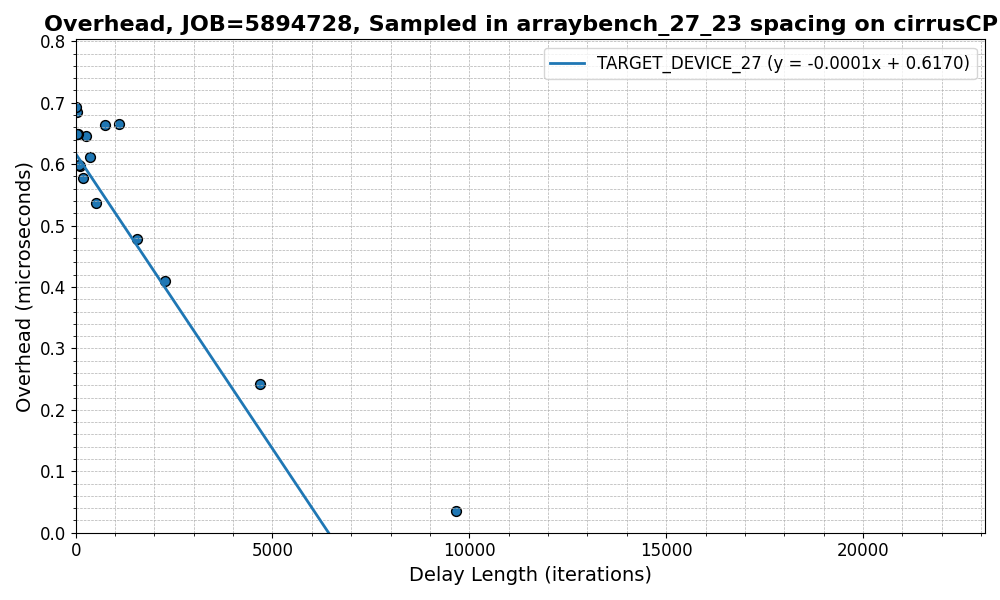 Overhead, JOB=5894728, Sampled in arraybench_27_23 spacing on cirrusCP
TARGET_DEVICE_27 (y = -0.0001x + 0.6170)
Overhead (microseconds)
0.8
0.7
0.6
0.5
0.4
0.3
0.2
0.1
0.0
0 5000 10000 15000 20000
Delay Length (iterations)